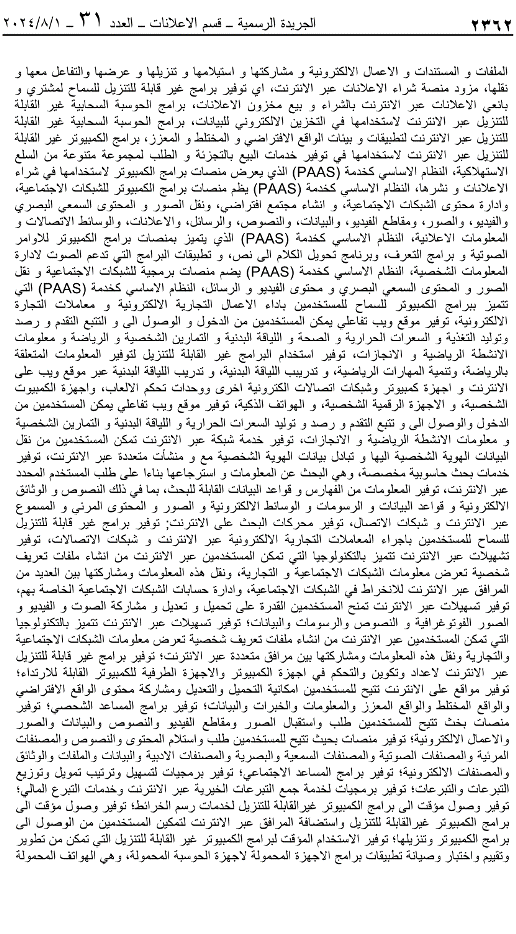 ٢٣٦٢ الجريدة الرسمية ــ قسم الاعلانات ــ العدد ٣١ ــ ٢٠٢٤/٨/١
الملفات و المستندات و الاعمال الالكترونية و مشاركتها و استيلامها و تنزيلها و عرضها والتفاعل معها و
نقلها، مزود منصة شراء الاعلانات عبر الانترنت، اي توفير برامج غير قابلة للتنزيل للسماح لمشتري و
بانعي الاعلانات عبر الانترنت بالشراء و بيع مخزون الاعلانات، برامج الحوسبة السحابية غير القابلة
للتنزيل عبر الانترنت لاستخدامها في التخزين الالكتروني للبيانات، برامج الحوسبة السحابية غير القابلة
للتنزيل عبر الانترنت لتطبيقات و بيئات الواقع الافتراضي و المختلط و المعزز، برامج الكمبيوتر غير القابلة
للتنزيل عبر الانترنت لاستخدامها في توفير خدمات البيع بالتجزئة و الطلب لمجموعة متنوعة من السلع
الاستهلاكية، النظام الاساسي كخدمة (PAAS) الذي يعرض منصات برامج كمبيوتر لاستخدامها في شراء
الاعلانات و نشرها، النظام الاساسي كخدمة (PAAS) يظم منصات برامج الكمبيوتر للشبكات الاجتماعية،
وادارة محتوى الشبكات الاجتماعية، و انشاء مجتمع افتراضي، ونقل الصور و المحتوى السمعي البصري
والفيديو، و الصور، ومقاطع الفيديو، والبيانات، والنصوص، والرسائل، والاعلانات، والوسائط الاتصالات و
المعلومات الاعلانية، النظام الاساسي كخدمة (PAAS) الذي يتميز بمنصات برامج الكمبيوتر للاوامر
الصوتية و برامج التعرف، وبرنامج تحويل الكلام الى نص، و تطبيقات البرامج التي تدعم الصوت لادارة
المعلومات الشخصية، النظام الاساسي كخدمة (PAAS) يضم منصات برمجية للشبكات الاجتماعية و نقل
الصور و المحتوى السمعي البصري و محتوى الفيديو و الرسائل، النظام الاساسي كخدمة (PAAS) التي
تتميز ببرامج الكمبيوتر للسماح للمستخدمين باداء الاعمال التجارية الالكترونية و معاملات التجارة
الالكترونية، توفير موقع ويب تفاعلي يمكن المستخدمين من الدخول و الوصول الى و التتبع التقدم و رصد
وتوليد التغذية و السعرات الحرارية و الصحة و اللياقة البدنية و التمارين الشخصية و الرياضة و معلومات
الانشطة الرياضية و الانجازات، توفير استخدام البرامج غير القابلة للتنزيل لتوفير المعلومات المتعلقة
بالرياضة، وتنمية المهارات الرياضية، و تدريب اللياقة البدنية، و تدريب اللياقة البدنية عبر موقع ويب على
الانترنت و اجهزة كمبيوتر وشبكات اتصالات الكترونية اخرى ووحدات تحكم الالعاب، واجهزة الكمبيوت
الشخصية، و الاجهزة الرقمية الشخصية، و الهواتف الذكية، توفير موقع ويب تفاعلي يمكن المستخدمين من
الدخول والوصول الى و تتبع التقدم و رصد و توليد السعرات الحرارية و اللياقة البدنية و التمارين الشخصية
و معلومات الانشطة الرياضية و الانجازات، توفير خدمة شبكة عبر الانترنت تمكن المستخدمين من نقل
البيانات الهوية الشخصية اليها و تبادل بيانات الهوية الشخصية مع و منشأت متعددة عبر الانترنت، توفير
خدمات بحث حاسوبية مخصصة، وهي البحث عن المعلومات و استرجاعها بناءا على طلب المستخدم المحدد
عبر الانترنت، توفير المعلومات من الفهارس و قواعد البيانات القابلة للبحث، بما في ذلك النصوص و الوثائق
الالكترونية و قواعد البيانات و الرسومات و الوسائط الالكترونية و الصور و المحتوى المرئي و المسموع
عبر الانترنت و شبكات الاتصال، توفير محركات البحث على الانترنت؛ توفير برامج غير قابلة للتنزيل
للسماح للمستخدمين باجراء المعاملات التجارية الالكترونية عبر الانترنت و شبكات الاتصالات، توفير
تشهيلات عبر الانترنت تتميز بالتكنولوجيا التي تمكن المستخدمين عبر الانترنت من انشاء ملفات تعريف
شخصية تعرض معلومات الشبكات الاجتماعية و التجارية، ونقل هذه المعلومات ومشاركتها بين العديد من
المرافق عبر الانترنت للانخراط في الشبكات الاجتماعية، وادارة حسابات الشبكات الاجتماعية الخاصة بهم،
توفير تسهيلات عبر الانترنت تمنح المستخدمين القدرة على تحميل و تعديل و مشاركة الصوت و الفيديو و
الصور الفوتوغرافية و النصوص والرسومات والبيانات؛ توفير تسهيلات عبر الانترنت تتميز بالتكنولوجيا
التي تمكن المستخدمين عبر الانترنت من انشاء ملفات تعريف شخصية تعرض معلومات الشبكات الاجتماعية
والتجارية ونقل هذه المعلومات ومشاركتها بين مرافق متعددة عبر الانترنت؛ توفير برامج غير قابلة للتنزيل
عبر الانترنت لاعداد وتكوين والتحكم في اجهزة الكمبيوتر والاجهزة الطرفية للكمبيوتر القابلة للارتداء؛
توفير مواقع على الانترنت تتيح للمستخدمين امكانية التحميل والتعديل ومشاركة محتوى الواقع الافتراضي
والواقع المختلط والواقع المعزز والمعلومات والخبرات والبيانات؛ توفير برامج المساعد الشحصي؛ توفير
منصات بخث تتيح للمستخدمين طلب واستقبال الصور ومقاطع الفيديو والنصوص والبيانات والصور
والاعمال الالكترونية؛ توفير منصات بحيث تتيح للمستخدمين طلب واستلام المحتوى والنصوص والمصنفات
المرئية والمصنفات الصوتية والمصنفات السمعية والبصرية والمصنفات الادبية والبيانات والملفات والوثائق
والمصنفات الالكترونية؛ توفير برامج المساعد الاجتماعي؛ توفير برمجيات لتسهيل وترتيب تمويل وتوزيع
التبرعات والتبرعات؛ توفير برمجيات لخدمة جمع التبرعات الخيرية عبر الانترنت وخدمات التبرع المالي؛
توفير وصول مؤقت الى برامج الكمبيوتر غيرالقابلة للتنزيل لخدمات رسم الخرائط؛ توفير وصول مؤقت الى
برامج الكمبيوتر غيرالقابلة للتنزيل واستضافة المرافق عبر الانترنت لتمكين المستخدمين من الوصول الى
برامج الكمبيوتر وتنزيلها؛ توفير الاستخدام المؤقت لبرامج الكمبيوتر غير القابلة للتنزيل التي تمكن من تطوير
وتقييم واختبار وصيانة تطبيقات برامج الاجهزة المحمولة لاجهزة الحوسبة المحمولة، وهي الهواتف المحمولة